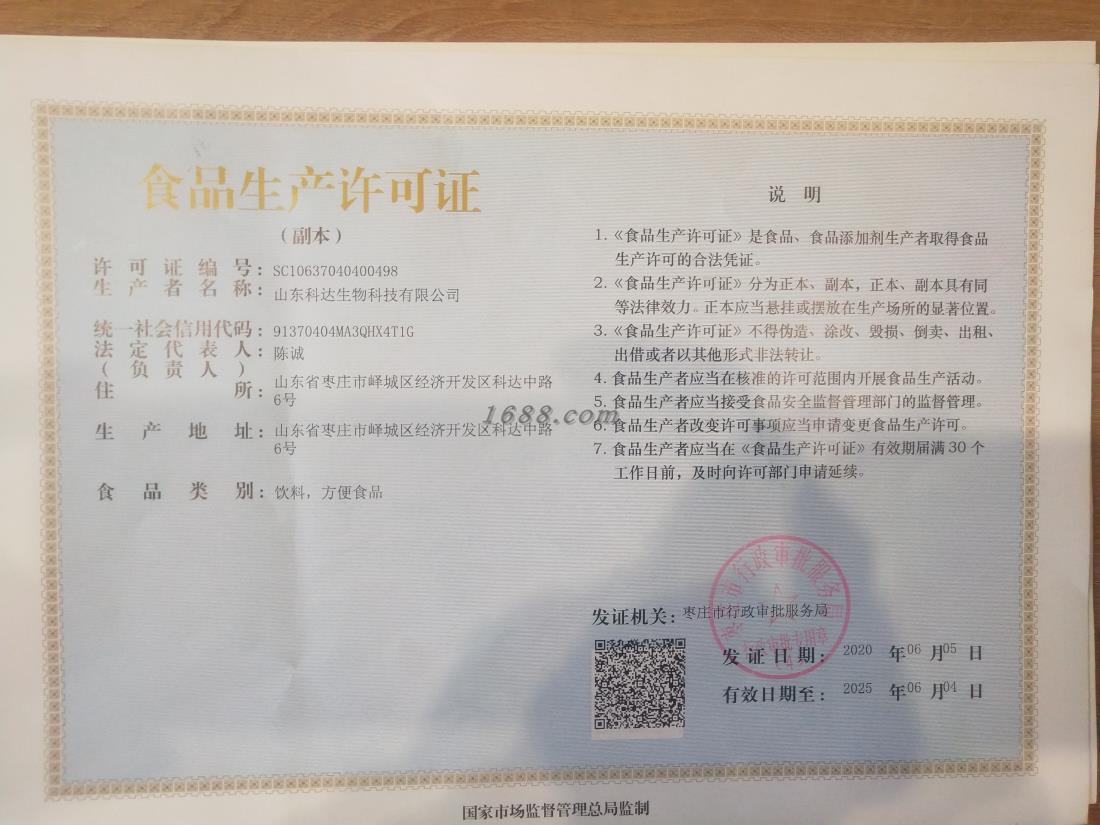 食品生产许可证
（副本）
许可证编号：SC10637040400498
生产者名称：山东科达生物科技有限公司
统一社会信用代码：91370404MA3QHX4T1G
法定代表人：陈诚
（负责人）
住所：山东省枣庄市峄城区经济开发区科达中路
6号
生产地址：山东省枣庄市峄城区经济开发区科达中路
6号
食品类别：饮料，方便食品
说 明
1.《食品生产许可证》是食品、食品添加剂生产者取得食品
生产许可的合法凭证。
2.《食品生产许可证》分为正本、副本，正本、副本具有同
等法律效力。正本应当悬挂或摆放在生产场所的显著位置。
3.《食品生产许可证》不得伪造、涂改、毁损、倒卖、出租、
出借或者以其他形式非法转让。
4.食品生产者应当在核准的许可范围内开展食品生产活动。
5.食品生产者应当接受食品安全监督管理部门的监督管理。
6.食品生产者改变许可事项应当申请变更食品生产许可。
7.食品生产者应当在《食品生产许可证》有效期届满30个
工作日前，及时向许可部门申请延续。
1688.com
发证机关：枣庄市行政审批服务局
枣庄市行政审批服务局
行政审批专用章
发证日期：2020 年06 月05 日
有效日期至：2025 年06 月04 日
国家市场监督管理总局监制